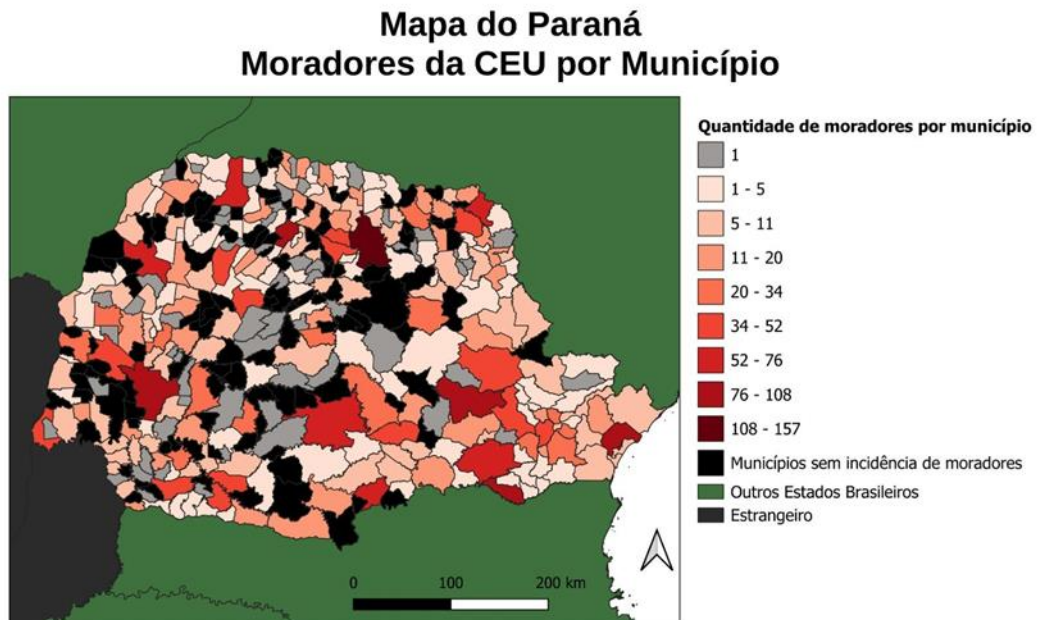 Mapa do Paraná
Moradores da CEU por Município
Quantidade de moradores por município
1
1 - 5
5 - 11
11 - 20
20 - 34
34 - 52
52 - 76
76 - 108
108 - 157
Municípios sem incidência de moradores
Outros Estados Brasileiros
Estrangeiro
0 100 200 km